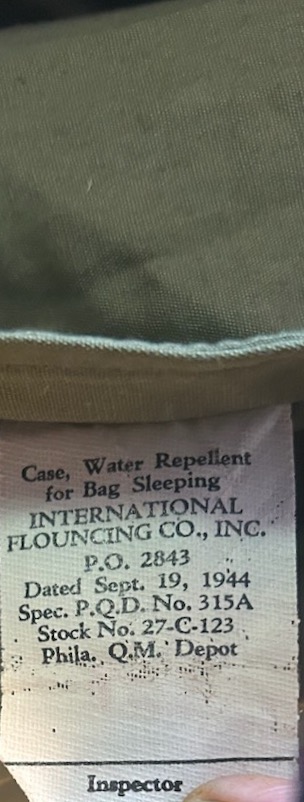 Case, Water Repellent
for Bag Sleeping
INTERNATIONAL
FLOUNCING CO., INC.
P.O. 2843
Dated Sept. 19, 1944
Spec. P.Q.D. No. 315A
Stock No. 27-C-123
Phila. Q.M. Depot
Inspector